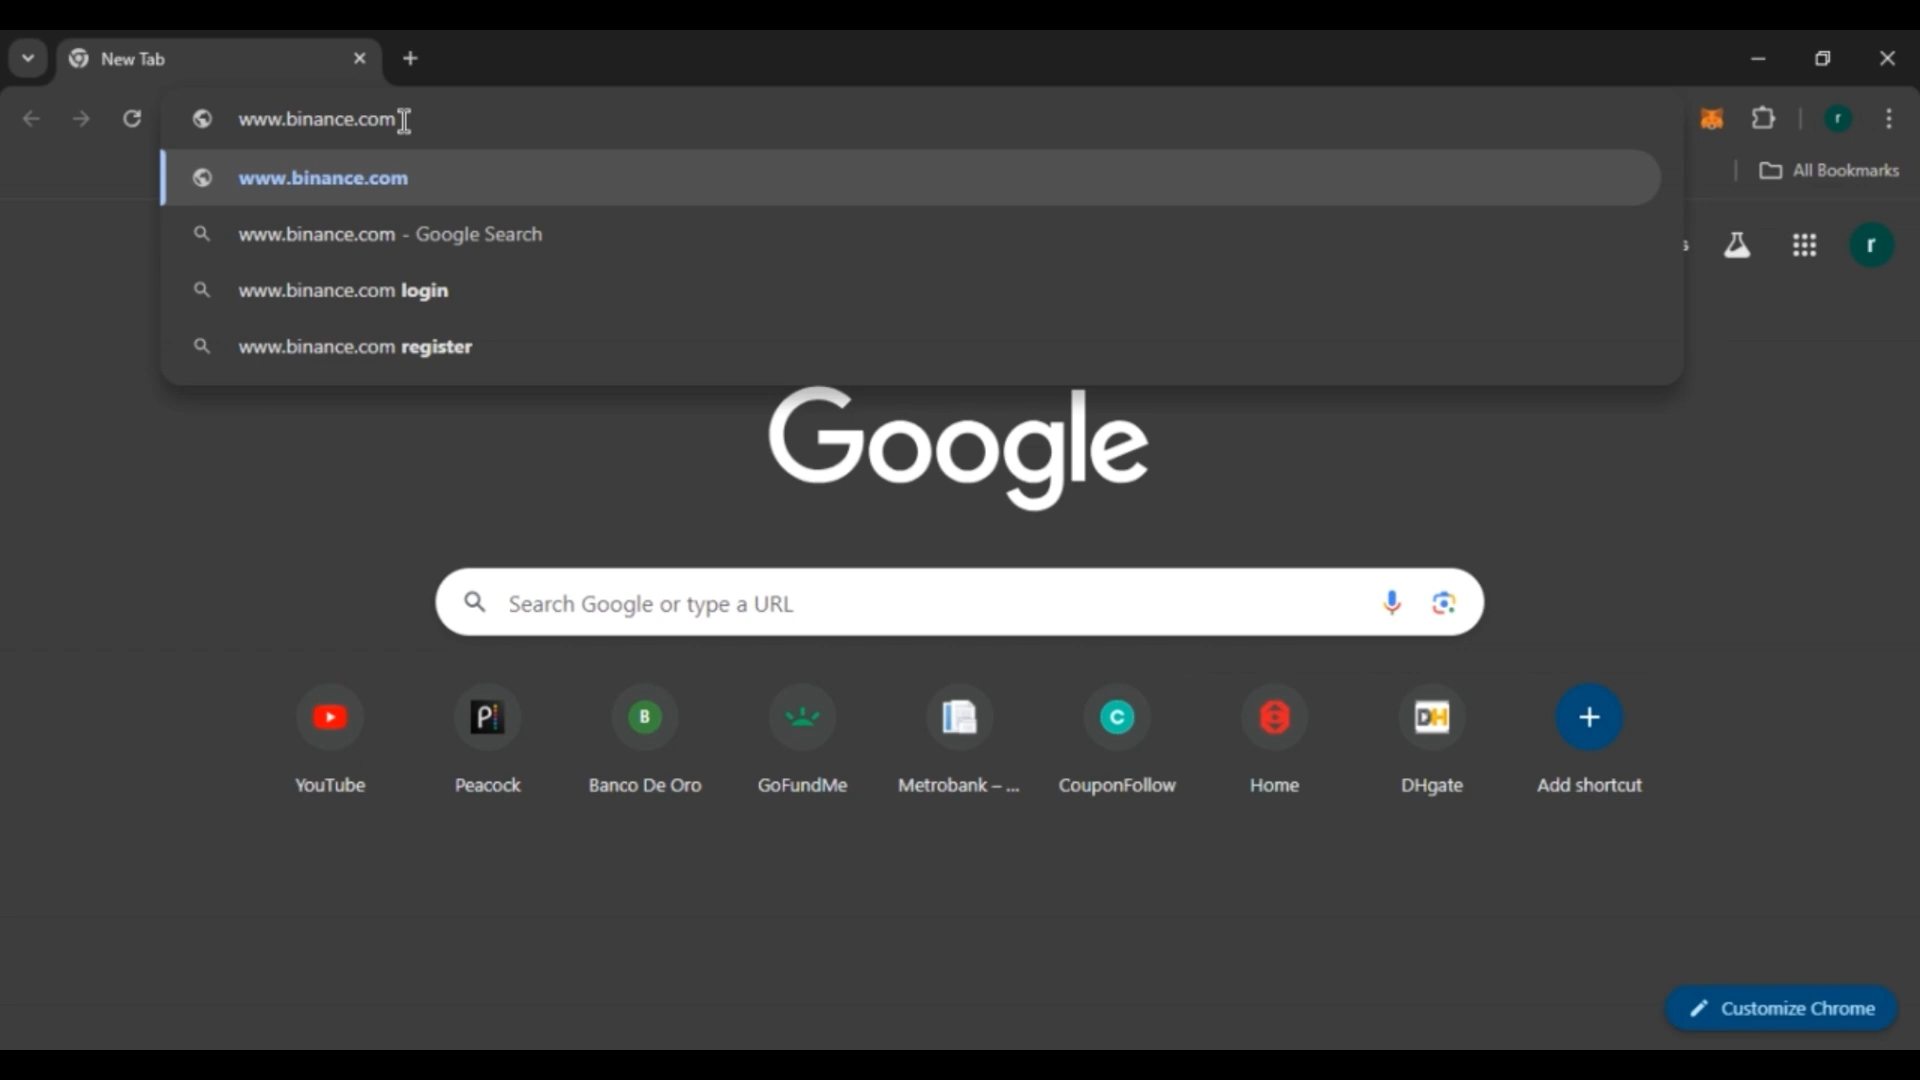 New Tab
www.binance.com
www.binance.com
www.binance.com - Google Search
www.binance.com login
www.binance.com register
All Bookmarks
s
r
r
Google
Search Google or type a URL
P
B
C
DH
YouTube
Peacock
Banco De Oro
GoFundMe
Metrobank – ...
CouponFollow
Home
DHgate
Add shortcut
Customize Chrome